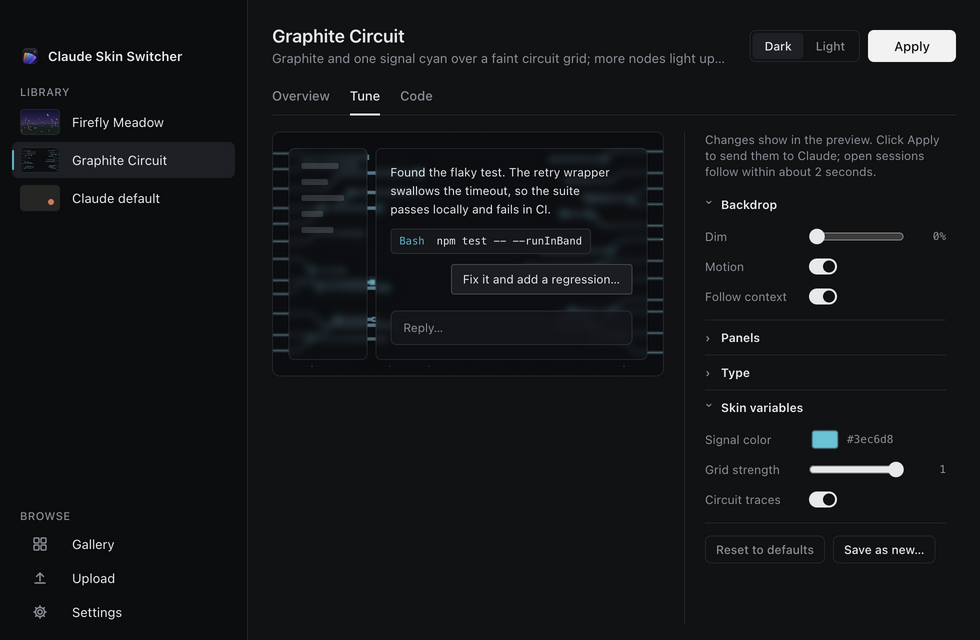 Claude Skin Switcher
LIBRARY
Firefly Meadow
Graphite Circuit
Claude default
BROWSE
Gallery
Upload
Settings
Graphite Circuit
Graphite and one signal cyan over a faint circuit grid; more nodes light up...
Dark
Light
Apply
Overview
Tune
Code
Found the flaky test. The retry wrapper
swallows the timeout, so the suite
passes locally and fails in CI.
Bash npm test -- --runInBand
Fix it and add a regression...
Reply...
Changes show in the preview. Click Apply
to send them to Claude; open sessions
follow within about 2 seconds.
Backdrop
Dim 0%
Motion
Follow context
Panels
Type
Skin variables
Signal color #3ec6d8
Grid strength 1
Circuit traces
Reset to defaults
Save as new...